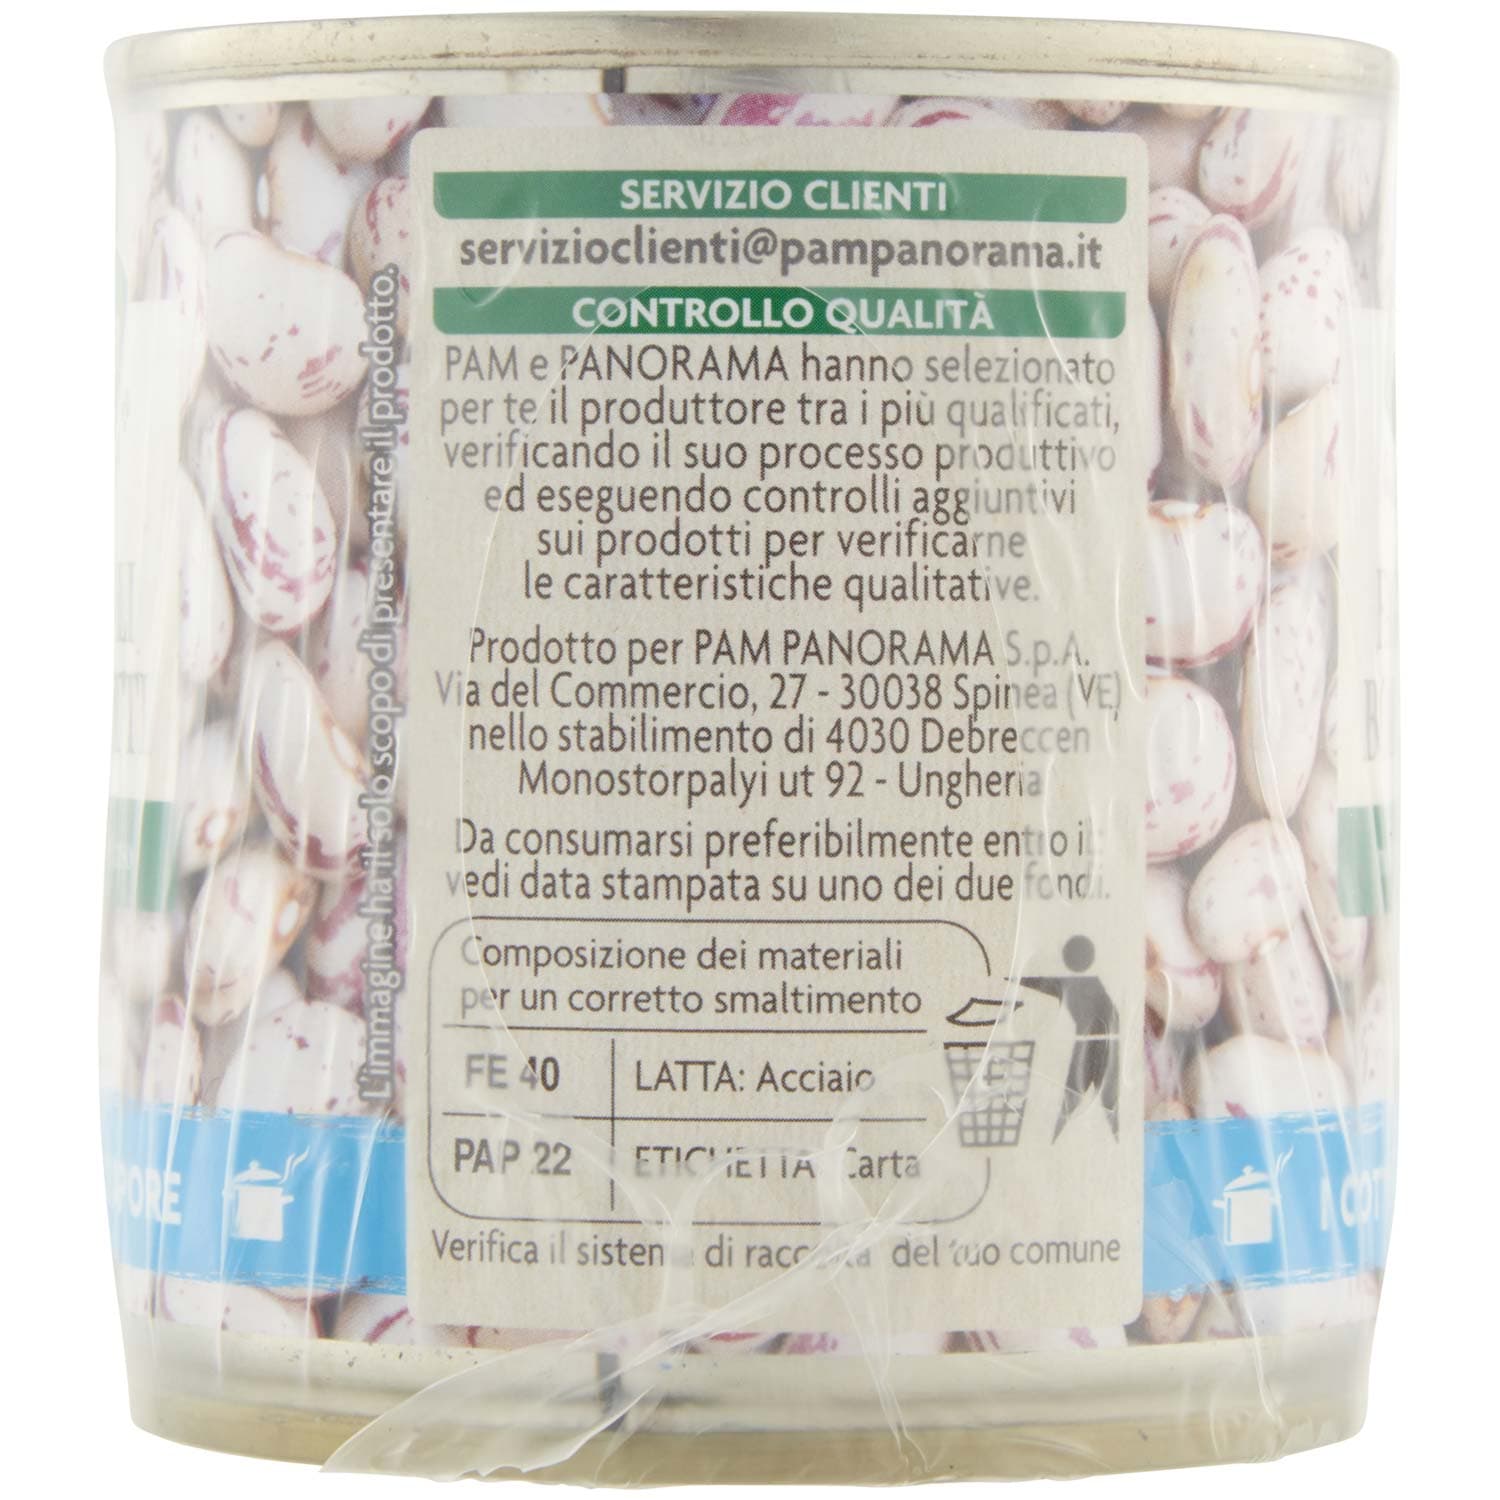 SERVIZIO CLIENTI
servizioclienti@pampanorama.it
CONTROLLO QUALITÀ
PAM e PANORAMA hanno selezionato
per te il produttore tra i più qualificati,
verificando il suo processo produttivo
ed eseguendo controlli aggiuntivi
sui prodotti per verificarne
le caratteristiche qualitative.
Prodotto per PAM PANORAMA S.p.A.
Via del Commercio, 27 - 30038 Spinea (VE)
nello stabilimento di 4030 Debreccen
Monostorpalyi ut 92 - Ungheria
Da consumarsi preferibilmente entro il:
vedi data stampata su uno dei due fondi.
Composizione dei materiali
per un corretto smaltimento
FE 40 LATTA: Acciaio
PAP 22 ETICHETTA: Carta
Verifica il sistema di raccolta del tuo comune
L'immagine ha il solo scopo di presentare il prodotto.